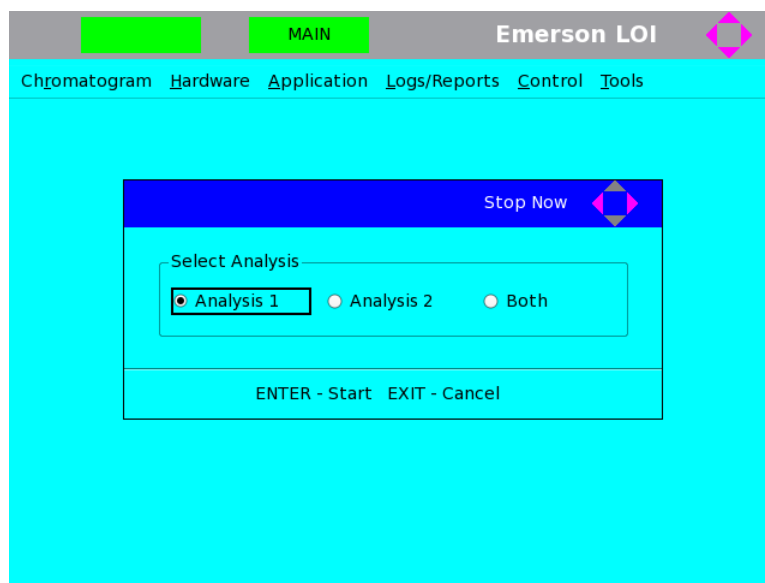 MAIN Emerson LOI
Chromatogram Hardware Application Logs/Reports Control Tools
Stop Now
Select Analysis
Analysis 1 Analysis 2 Both
ENTER - Start EXIT - Cancel